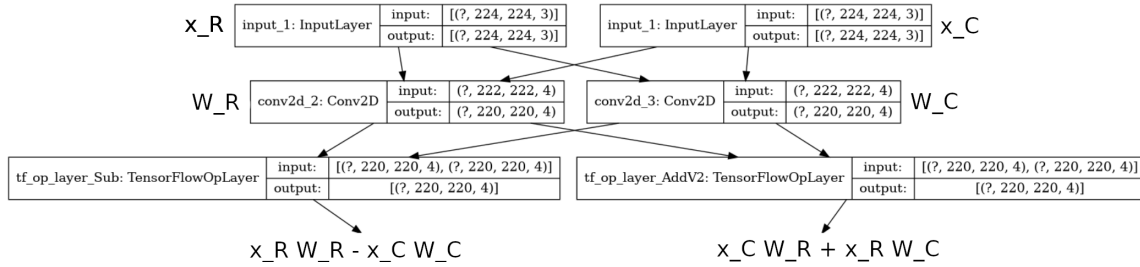 x_R input_1: InputLayer input: [(?, 224, 224, 3)] input_1: InputLayer input: [(?, 224, 224, 3)] x_C
output: [(?, 224, 224, 3)] output: [(?, 224, 224, 3)]
W_R conv2d_2: Conv2D input: (?, 222, 222, 4) conv2d_3: Conv2D input: (?, 222, 222, 4) W_C
output: (?, 220, 220, 4) output: (?, 220, 220, 4)
tf_op_layer_Sub: TensorFlowOpLayer input: [(?, 220, 220, 4), (?, 220, 220, 4)] tf_op_layer_AddV2: TensorFlowOpLayer input: [(?, 220, 220, 4), (?, 220, 220, 4)]
output: [(?, 220, 220, 4)] output: [(?, 220, 220, 4)]
x_R W_R - x_C W_C x_C W_R + x_R W_C